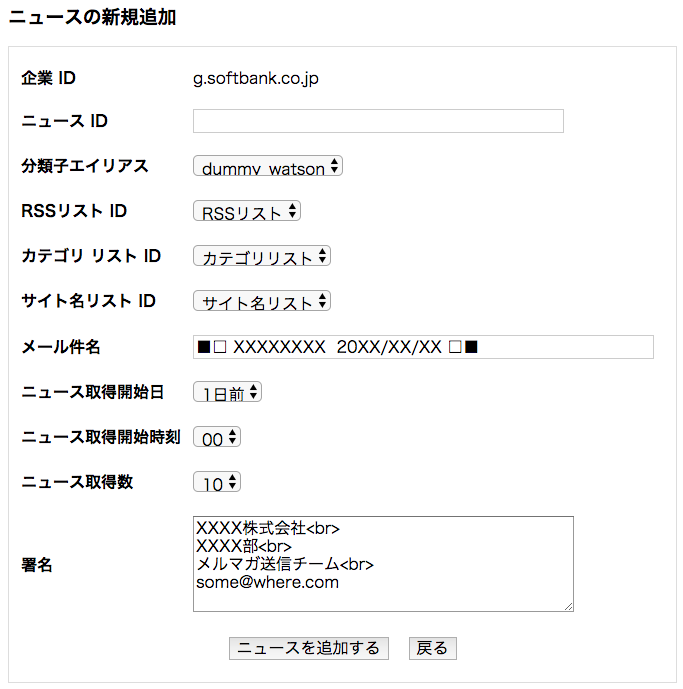 ニュースの新規追加
企業 ID g.softbank.co.jp
ニュース ID
分類子エイリアス dummy_watson
RSSリスト ID RSSリスト
カテゴリ リスト ID カテゴリリスト
サイト名リスト ID サイト名リスト
メール件名 ■□ XXXXXXXX 20XX/XX/XX □■
ニュース取得開始日 1日前
ニュース取得開始時刻 00
ニュース取得数 10
署名
XXXX株式会社<br>
XXXX部<br>
メルマガ送信チーム<br>
some@where.com
ニュースを追加する 戻る